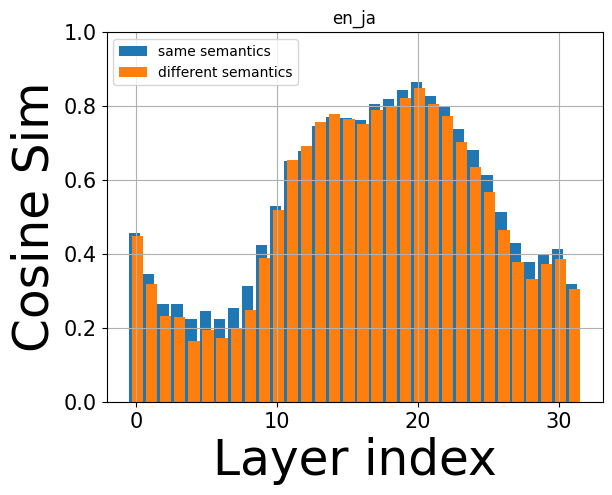 en_ja
same semantics
different semantics
Cosine Sim
1.0
0.8
0.6
0.4
0.2
0.0
0 10 20 30
Layer index